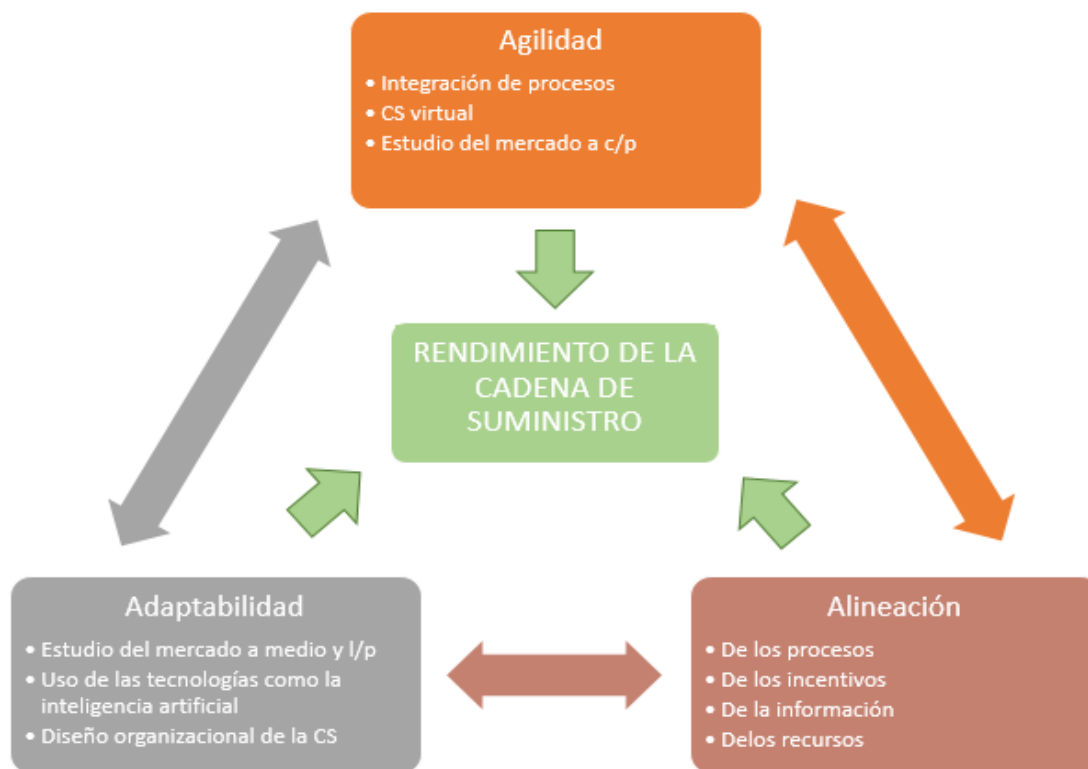 Agilidad
• Integración de procesos
• CS virtual
• Estudio del mercado a c/p
RENDIMIENTO DE LA
CADENA DE
SUMINISTRO
Adaptabilidad
• Estudio del mercado a medio y l/p
• Uso de las tecnologías como la
inteligencia artificial
• Diseño organizacional de la CS
Alineación
• De los procesos
• De los incentivos
• De la información
• Delos recursos